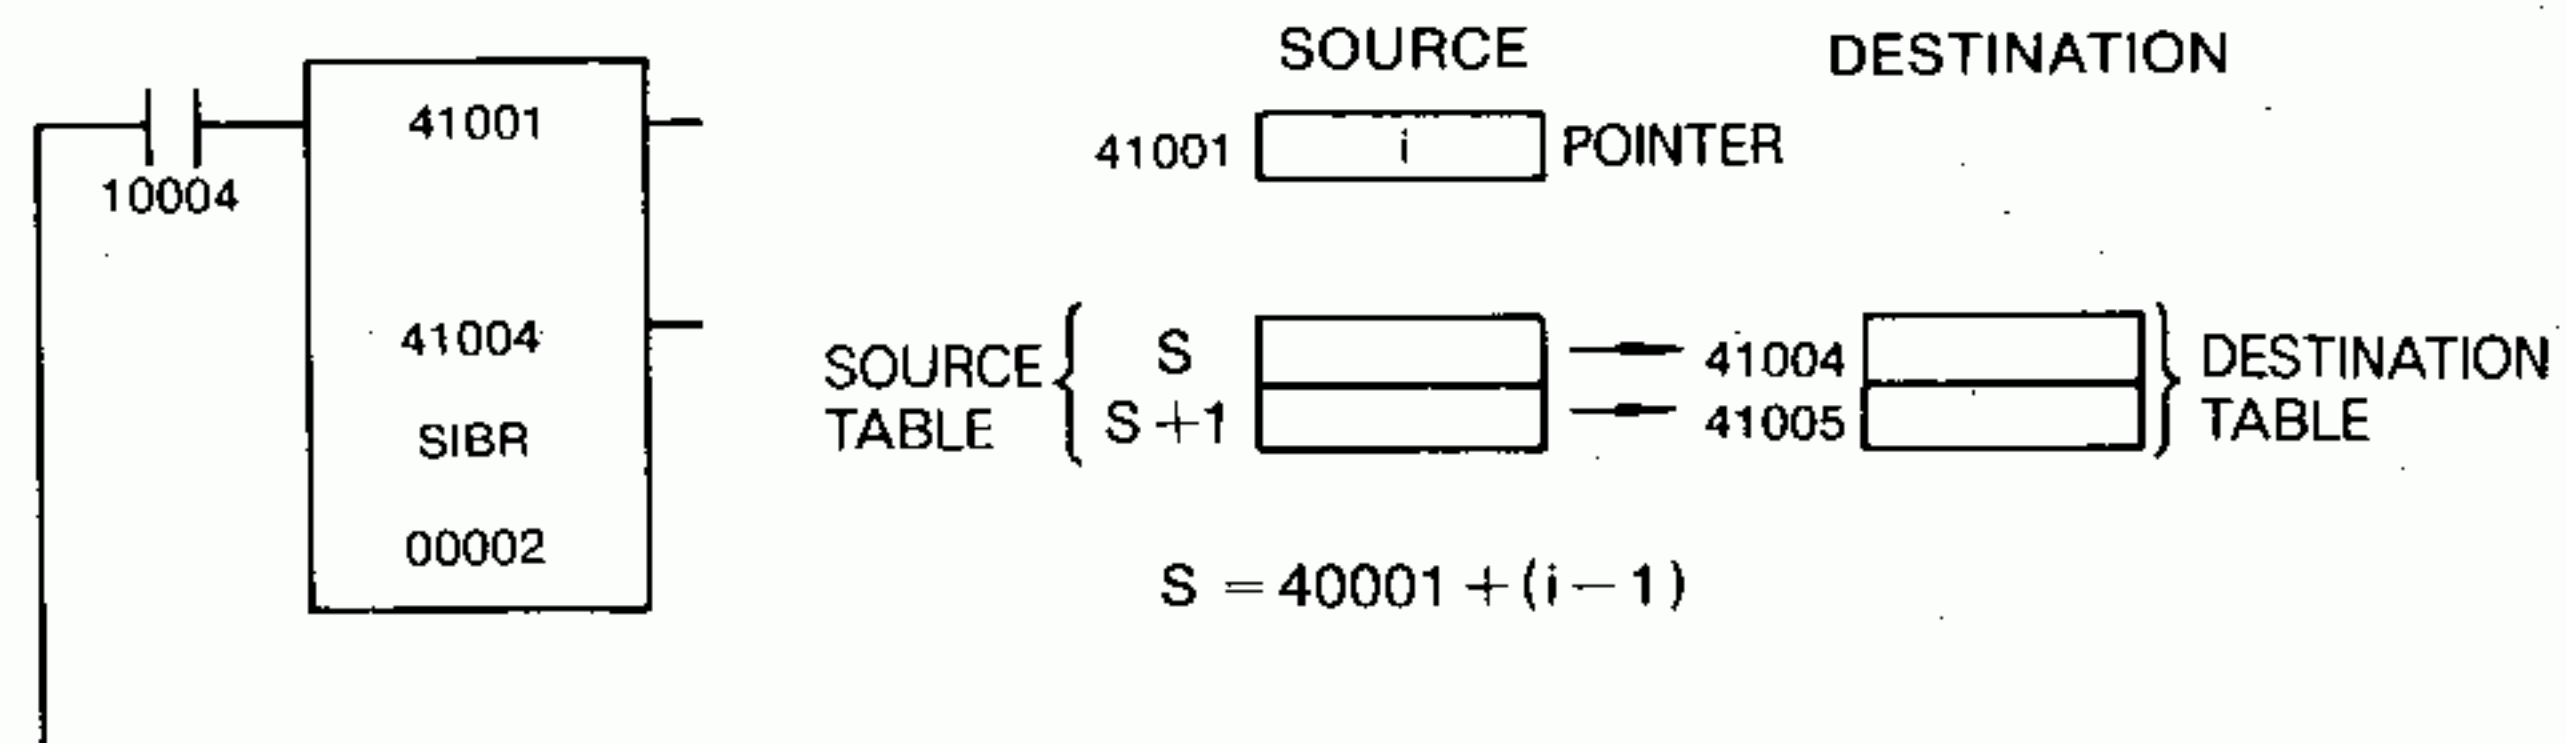 41001
10004
41004
SIBR
00002
SOURCE
DESTINATION
41001 i POINTER
SOURCE
TABLE
S
S+1
41004
41005
DESTINATION
TABLE
S = 40001 + (i − 1)